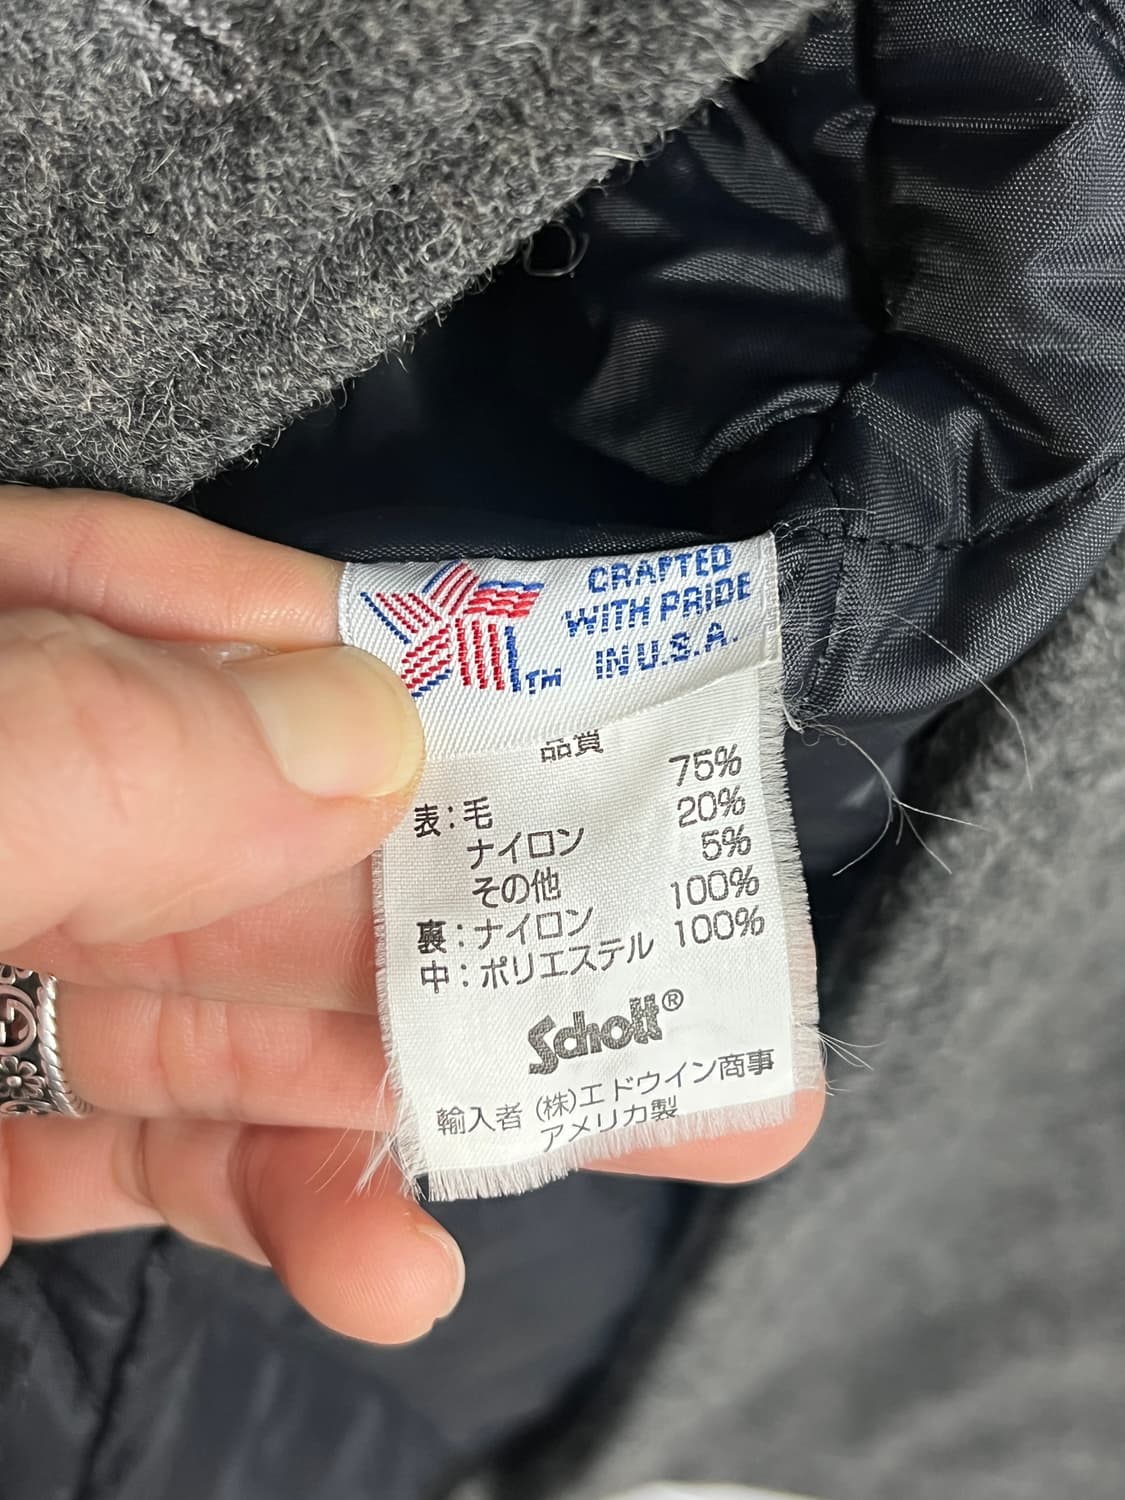 CRAFTED
WITH PRIDE
IN U.S.A.
TM
品質
表:毛 75%
ナイロン 20%
その他 5%
裏:ナイロン 100%
中:ポリエステル 100%
Schott®
輸入者 (株)エドウイン商事
アメリカ製